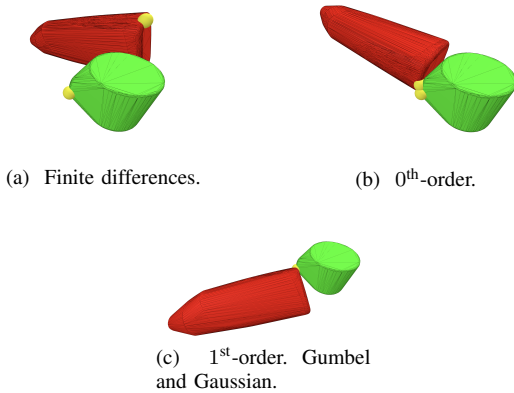 (a) Finite differences.
(b) 0th-order.
(c) 1st-order. Gumbel
and Gaussian.